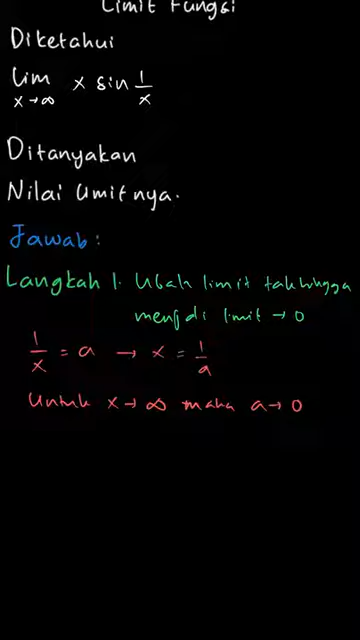 Limit Fungsi
Diketahui
lim x→∞ x sin 1/x
Ditanyakan
Nilai limitnya.
Jawab:
Langkah 1. Ubah limit takhingga
menjadi limit → 0
1/x = a → x = 1/a
Untuk x → ∞ maka a → 0